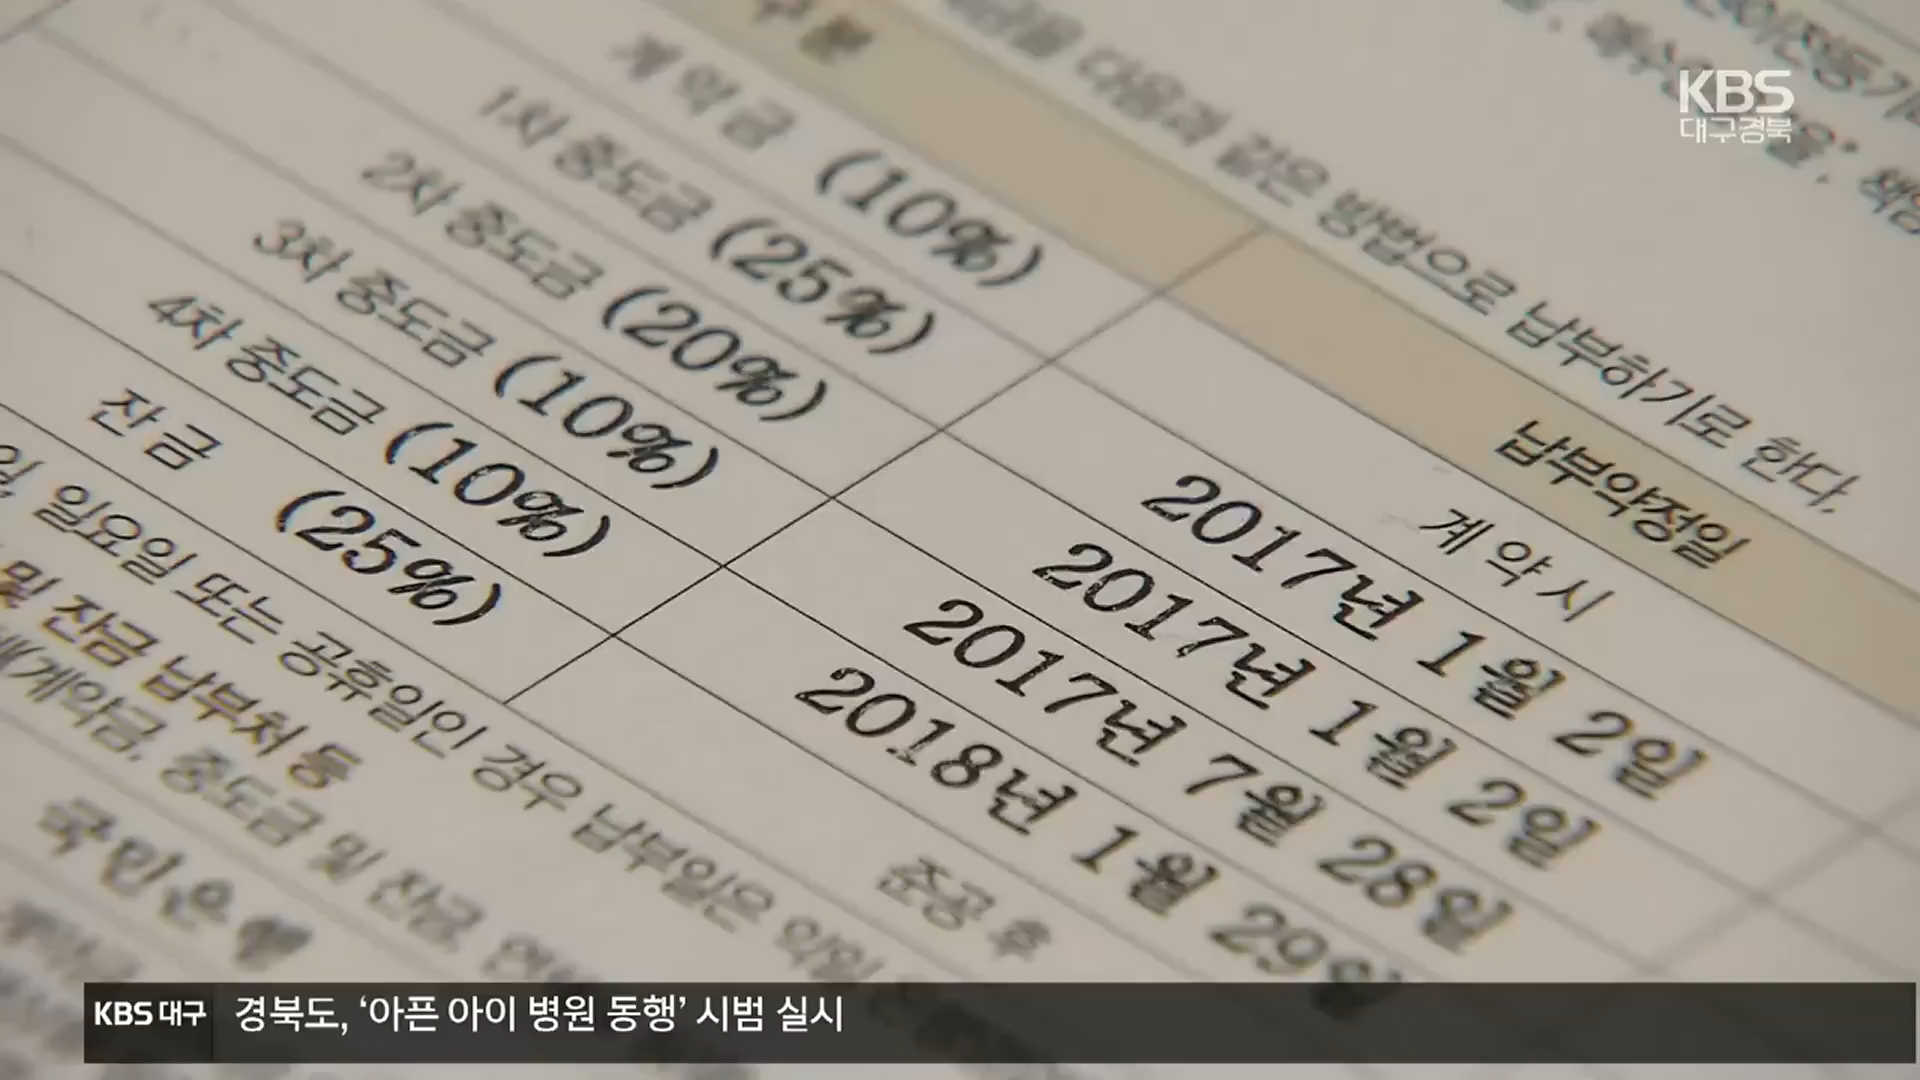 KBS
대구경북
다음과 같은 방법으로 납부하기로 한다.
구분 납부약정일
계 약 금 (10%) 계 약 시
1차 중도금 (25%) 2017년 1월 2일
2차 중도금 (20%) 2017년 1월 2일
3차 중도금 (10%) 2017년 7월 28일
4차 중도금 (10%) 2018년 1월 29일
잔 금 (25%) 준공 후
일요일 또는 공휴일인 경우 납부일은 익일
및 잔금 납부처 등
(계약금, 중도금 및 잔금
국민은행
KBS 대구 경북도, ‘아픈 아이 병원 동행’ 시범 실시